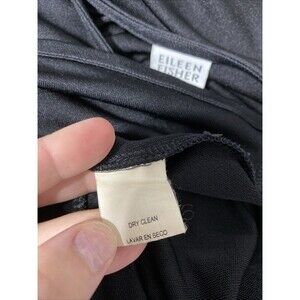 EILEEN
FISHER
DRY CLEAN
LAVAR EN SECO